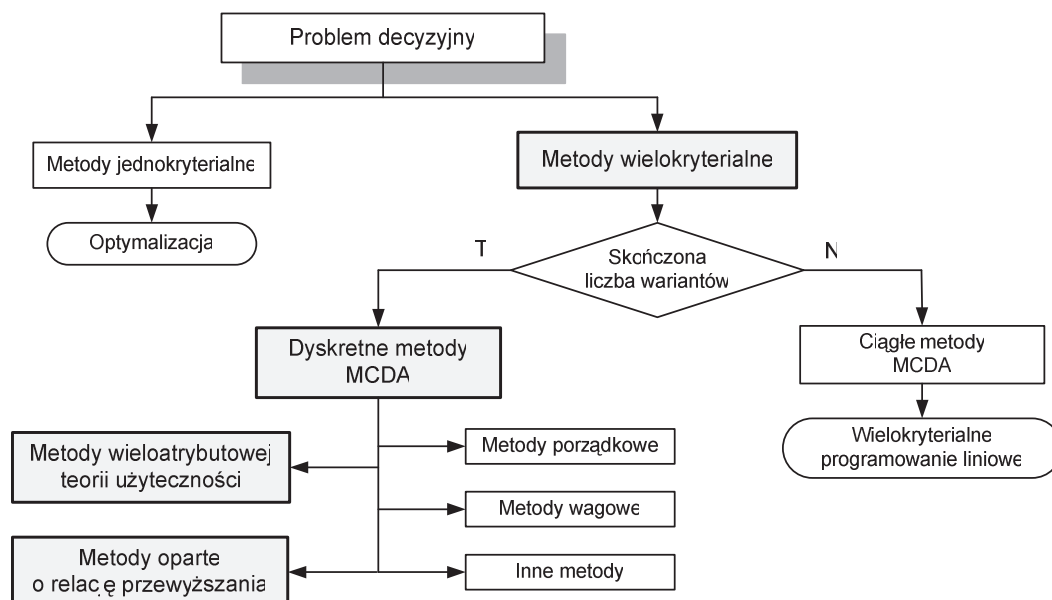 Problem decyzyjny
Metody jednokryterialne
Metody wielokryterialne
Optymalizacja
T
Skończona
liczba wariantów
N
Dyskretne metody
MCDA
Ciągłe metody
MCDA
Metody wieloatrybutowej
teorii użyteczności
Metody porządkowe
Wielokryterialne
programowanie liniowe
Metody wagowe
Metody oparte
o relację przewyższania
Inne metody